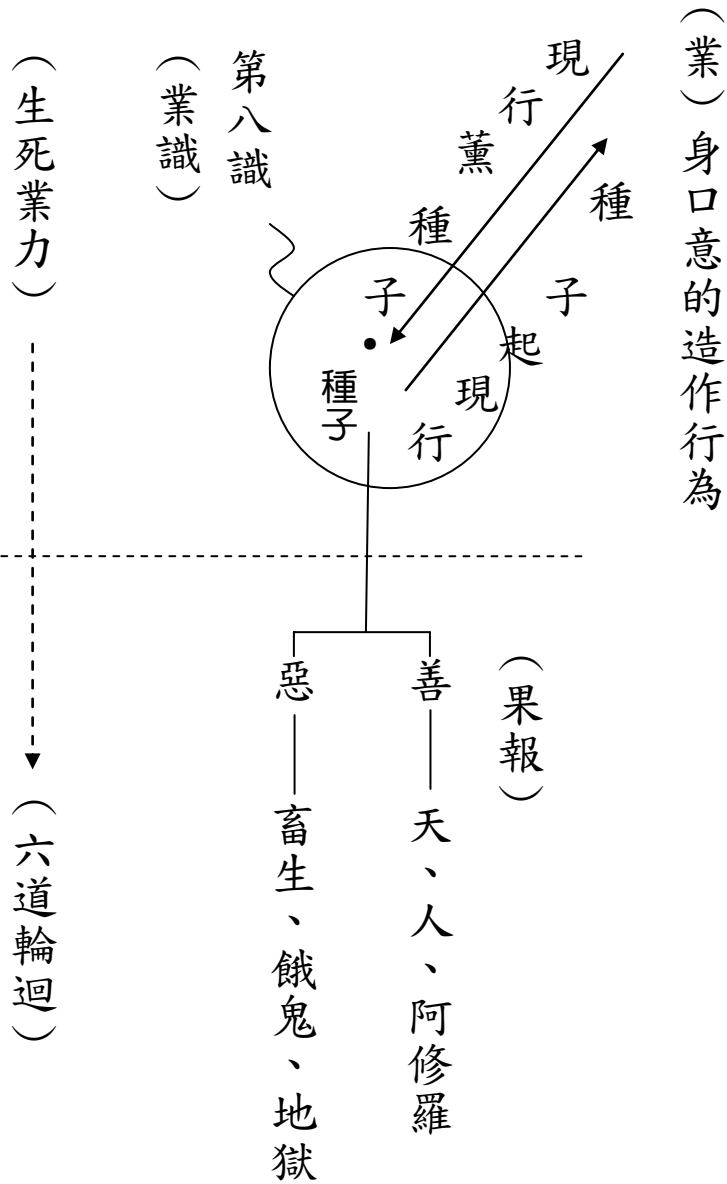 （業）身口意的造作行為
現行薰種子
種子起現行
種子
第八識
（業識）
（果報）
善
天、人、阿修羅
惡
畜生、餓鬼、地獄
（生死業力）
（六道輪迴）